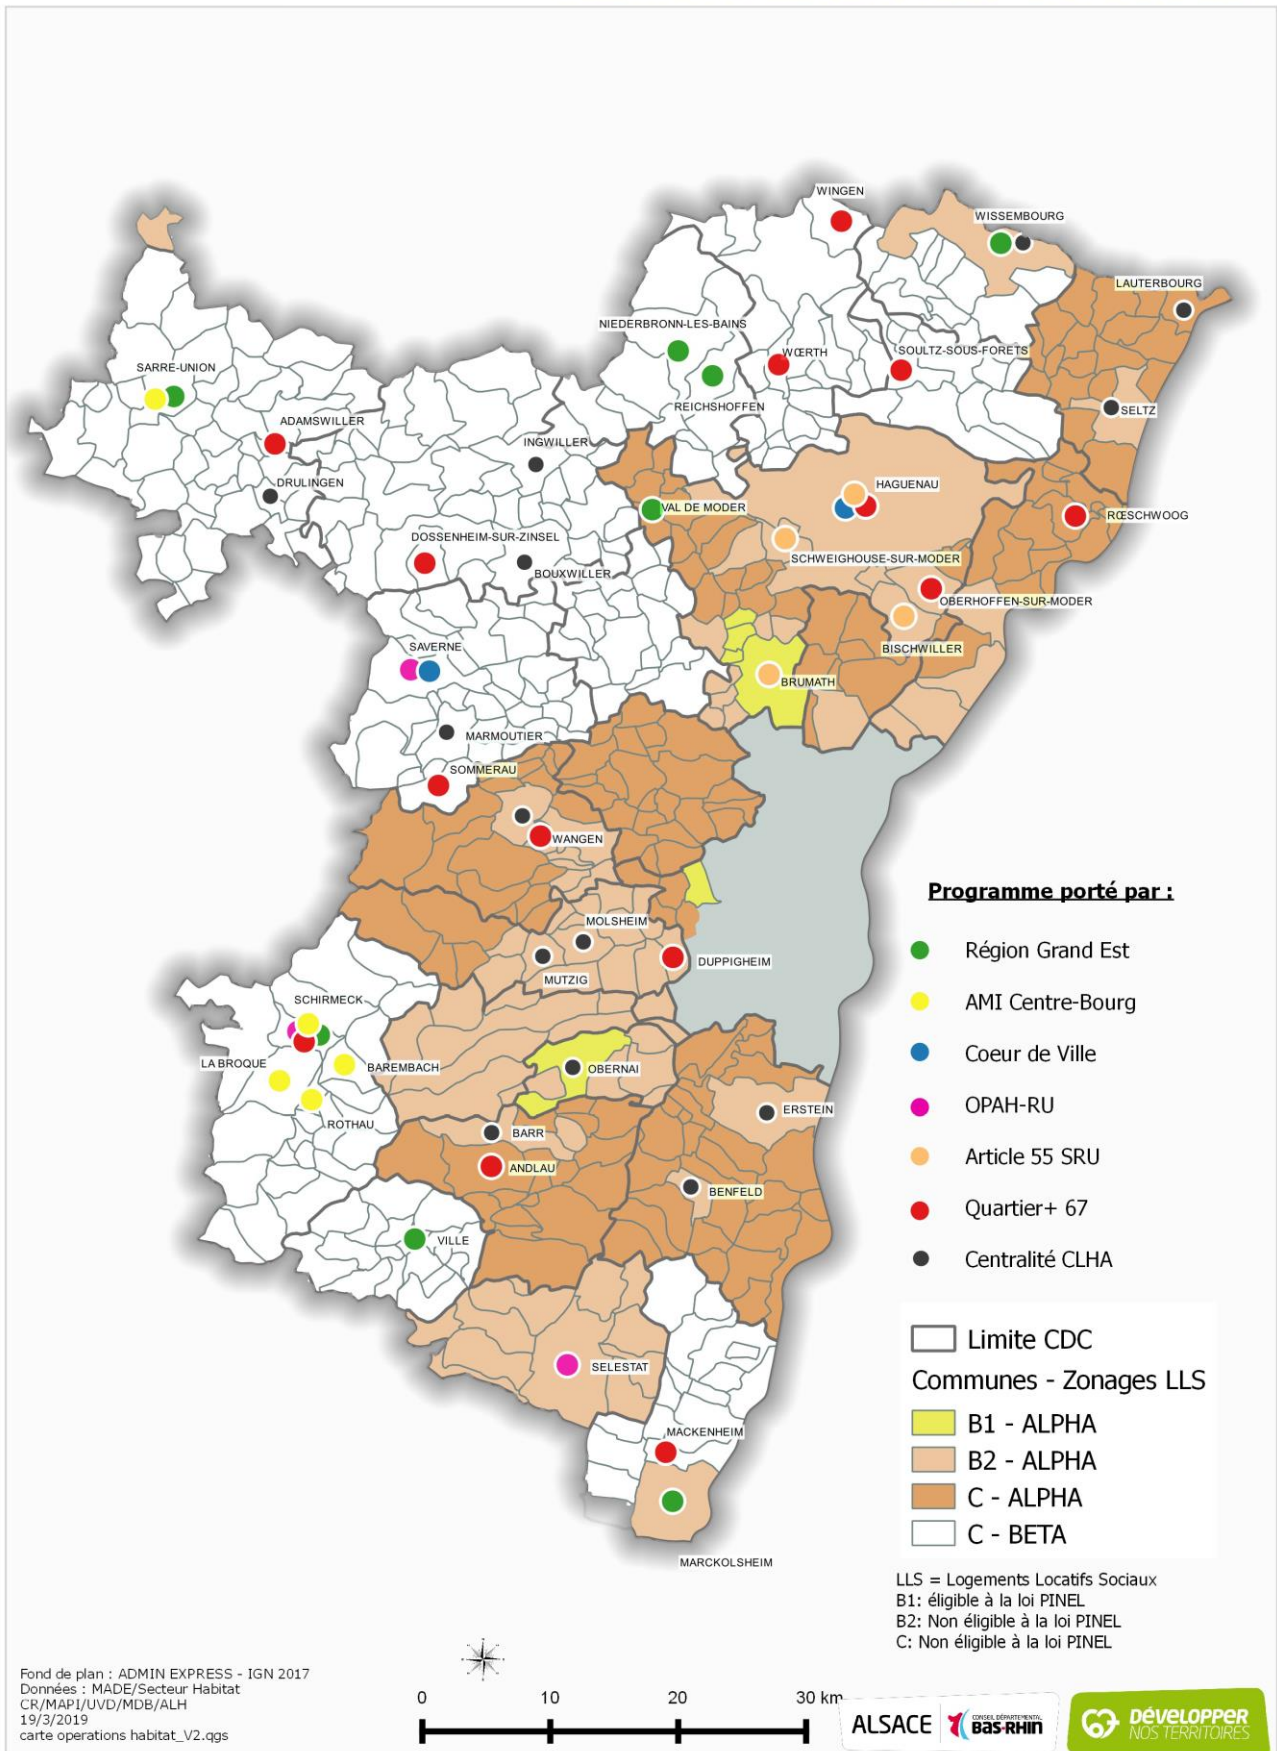 WINGEN
WISSEMBOURG
LAUTERBOURG
NIEDERBRONN-LES-BAINS
WŒRTH
SOULTZ-SOUS-FORETS
SARRE-UNION
REICHSHOFFEN
SELTZ
ADAMSWILLER
INGWILLER
DRULINGEN
HAGUENAU
VAL DE MODER
RŒSCHWOOG
DOSSENHEIM-SUR-ZINSEL
SCHWEIGHOUSE-SUR-MODER
BOUXWILLER
OBERHOFFEN-SUR-MODER
SAVERNE
BISCHWILLER
BRUMATH
MARMOUTIER
SOMMERAU
WANGEN
MOLSHEIM
DUPPIGHEIM
MUTZIG
SCHIRMECK
LA BROQUE
BAREMBACH
OBERNAI
ROTHAU
ERSTEIN
BARR
ANDLAU
BENFELD
VILLE
SELESTAT
MACKENHEIM
MARCKOLSHEIM
Programme porté par :
Région Grand Est
AMI Centre-Bourg
Coeur de Ville
OPAH-RU
Article 55 SRU
Quartier+ 67
Centralité CLHA
Limite CDC
Communes - Zonages LLS
B1 - ALPHA
B2 - ALPHA
C - ALPHA
C - BETA
LLS = Logements Locatifs Sociaux
B1: éligible à la loi PINEL
B2: Non éligible à la loi PINEL
C: Non éligible à la loi PINEL
Fond de plan : ADMIN EXPRESS - IGN 2017
Données : MADE/Secteur Habitat
CR/MAPI/UVD/MDB/ALH
19/3/2019
carte operations habitat_V2.qgs
0 10 20 30 km
ALSACE
CONSEIL DÉPARTEMENTAL
BAS-RHIN
DÉVELOPPER
NOS TERRITOIRES